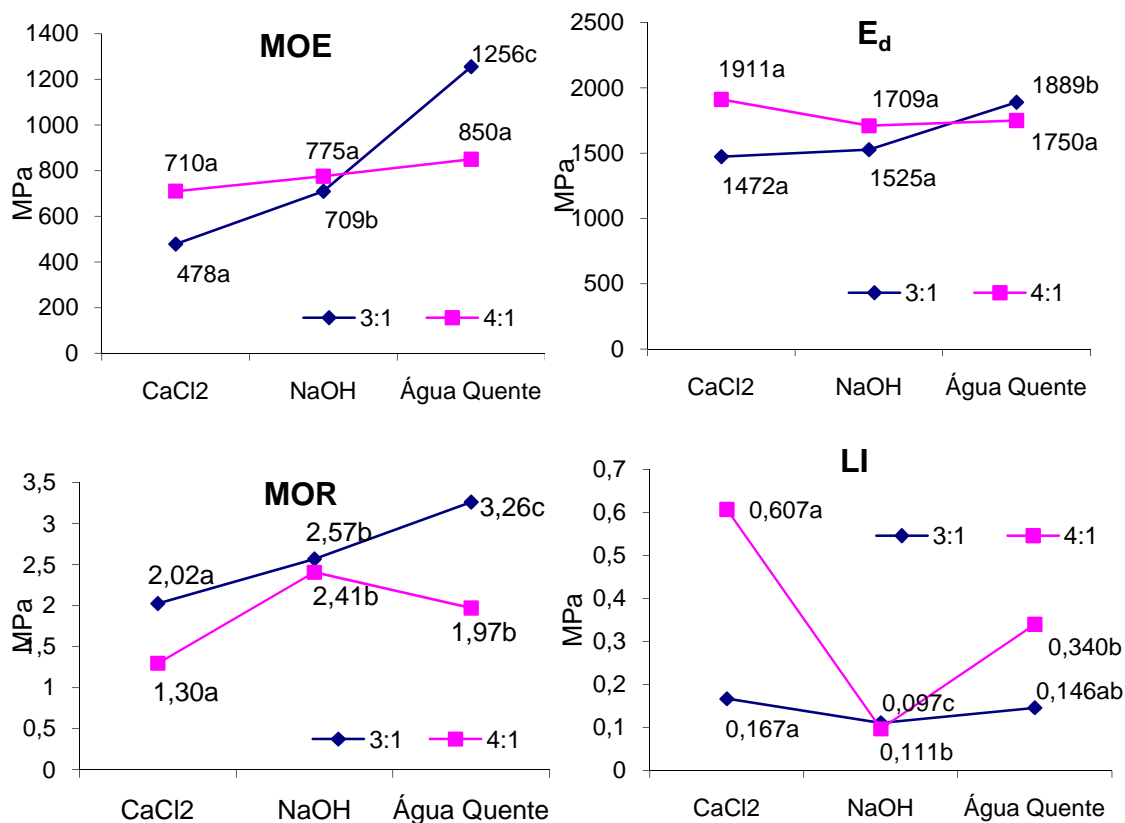 MOE
1400
1200
1000
800
600
400
200
0
MPa
1256c
850a
710a
775a
709b
478a
3:1
4:1
CaCl2
NaOH
Água Quente
E_d
2500
2000
1500
1000
500
0
MPa
1911a
1709a
1889b
1750a
1472a
1525a
3:1
4:1
CaCl2
NaOH
Água Quente
MOR
3,5
3
2,5
2
1,5
1
0,5
0
MPa
2,02a
2,57b
3,26c
2,41b
1,97b
1,30a
3:1
4:1
CaCl2
NaOH
Água Quente
LI
0,7
0,6
0,5
0,4
0,3
0,2
0,1
0
MPa
0,607a
3:1
4:1
0,340b
0,146ab
0,097c
0,167a
0,111b
CaCl2
NaOH
Água Quente